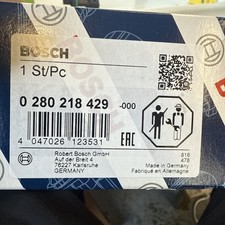 BOSCH
1 St/Pc
0 280 218 429 -000
4 047026 123531
EAC
Robert Bosch GmbH
Auf der Breit 4
76227 Karlsruhe
GERMANY
816
478
Made in Germany
Fabriqué en Allemagne